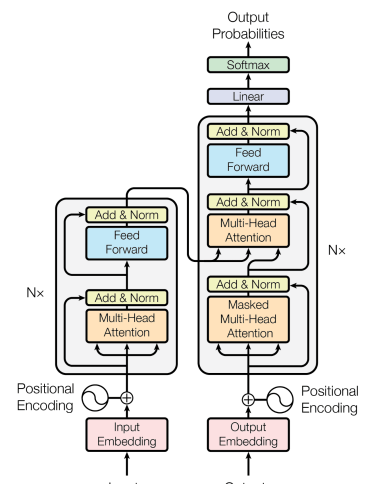 Output
Probabilities
Softmax
Linear
Add & Norm
Feed
Forward
Add & Norm
Multi-Head
Attention
Add & Norm
Masked
Multi-Head
Attention
N×
Add & Norm
Feed
Forward
Add & Norm
Multi-Head
Attention
N×
Positional
Encoding
Positional
Encoding
Input
Embedding
Output
Embedding